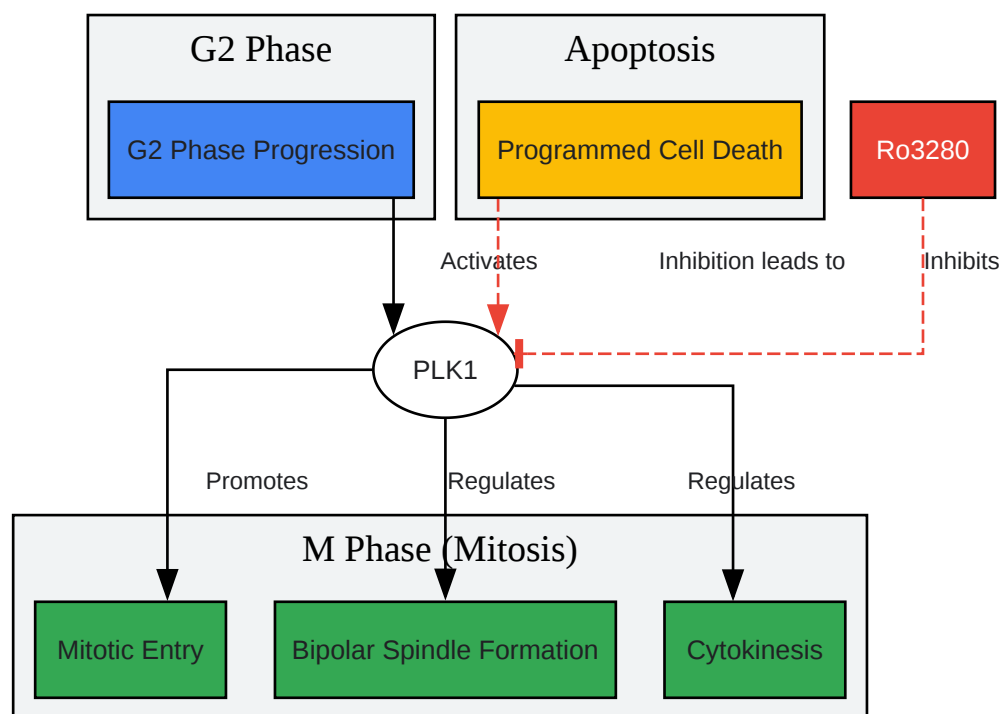 G2 Phase
Apoptosis
G2 Phase Progression
Programmed Cell Death
Ro3280
Activates
Inhibition leads to
Inhibits
PLK1
Promotes
Regulates
Regulates
M Phase (Mitosis)
Mitotic Entry
Bipolar Spindle Formation
Cytokinesis